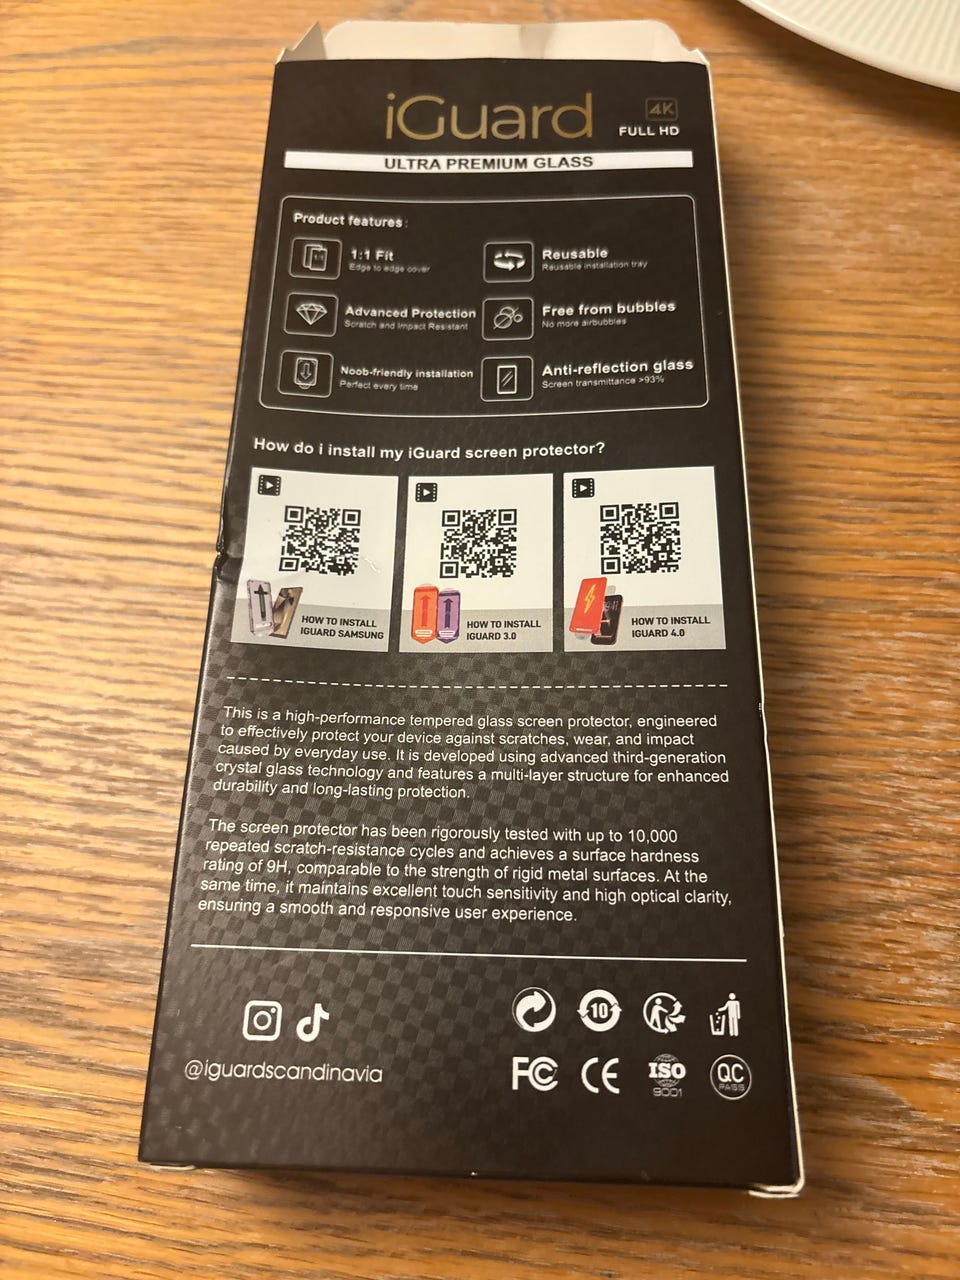 iGuard
4K
FULL HD
ULTRA PREMIUM GLASS
Product features:
1:1 Fit
Edge to edge cover
Reusable
Reusable installation tray
Advanced Protection
Scratch and Impact Resistant
Free from bubbles
No more airbubbles
Noob-friendly installation
Perfect every time
Anti-reflection glass
Screen transmittance >93%
How do i install my iGuard screen protector?
HOW TO INSTALL
IGUARD SAMSUNG
HOW TO INSTALL
IGUARD 3.0
HOW TO INSTALL
IGUARD 4.0
This is a high-performance tempered glass screen protector, engineered
to effectively protect your device against scratches, wear, and impact
caused by everyday use. It is developed using advanced third-generation
crystal glass technology and features a multi-layer structure for enhanced
durability and long-lasting protection.
The screen protector has been rigorously tested with up to 10,000
repeated scratch-resistance cycles and achieves a surface hardness
rating of 9H, comparable to the strength of rigid metal surfaces. At the
same time, it maintains excellent touch sensitivity and high optical clarity,
ensuring a smooth and responsive user experience.
@iguardscandinavia
10
FC CE ISO
9001
QC
PASS